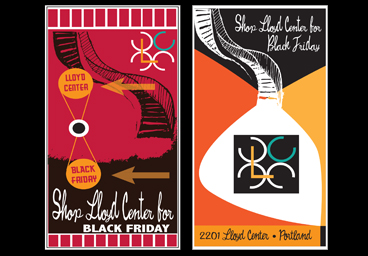 LLOYD
CENTER
BLACK
FRIDAY
Shop Lloyd Center for
BLACK FRIDAY
Shop Lloyd Center for
Black Friday
2201 Lloyd Center • Portland